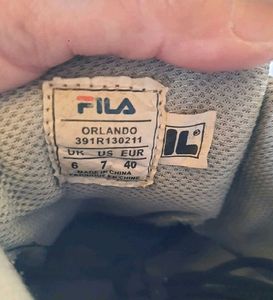 FILA
ORLANDO
391R130211
UK US EUR
6 7 40
MADE IN CHINA
FABRIQUE EN CHINE